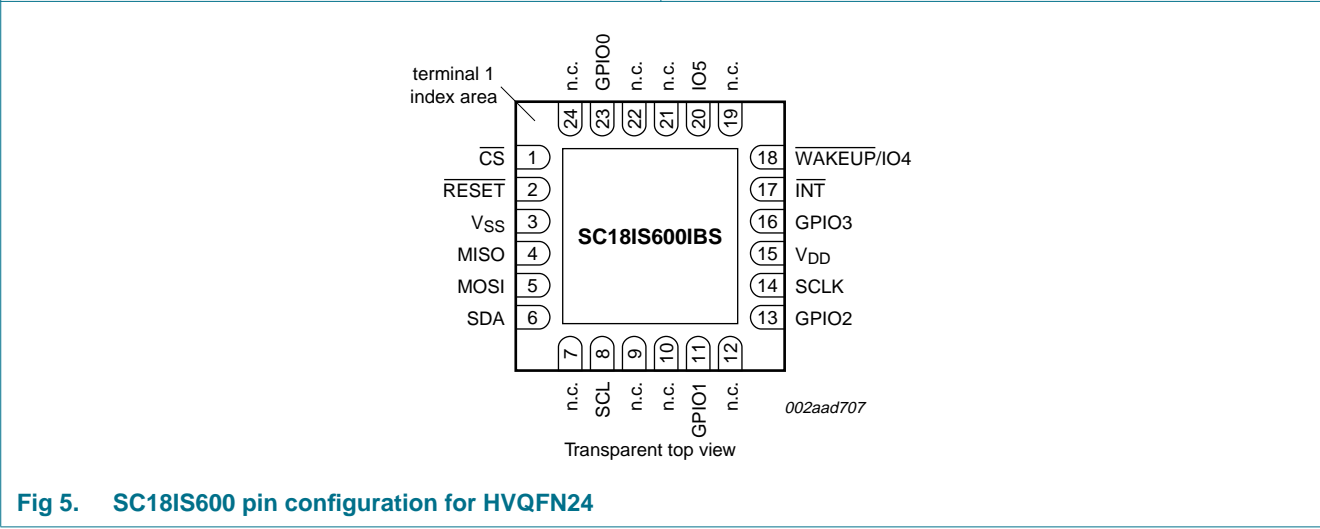 terminal 1
index area
n.c.
GPIO0
n.c.
n.c.
IO5
n.c.
24
23
22
21
20
19
CS 1
RESET 2
VSS 3
MISO 4
MOSI 5
SDA 6
SC18IS600IBS
18 WAKEUP/IO4
17 INT
16 GPIO3
15 VDD
14 SCLK
13 GPIO2
7
8
9
10
11
12
n.c.
SCL
n.c.
n.c.
GPIO1
n.c.
002aad707
Transparent top view
Fig 5. SC18IS600 pin configuration for HVQFN24